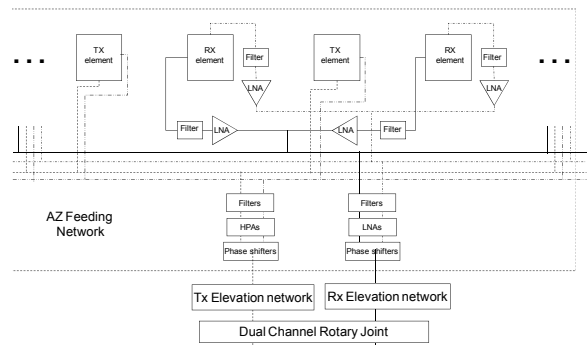 TX
element
RX
element
Filter
LNA
TX
element
RX
element
Filter
LNA
Filter
LNA
LNA
Filter
AZ Feeding
Network
Filters
HPAs
Phase shifters
Filters
LNAs
Phase shifters
Tx Elevation network
Rx Elevation network
Dual Channel Rotary Joint